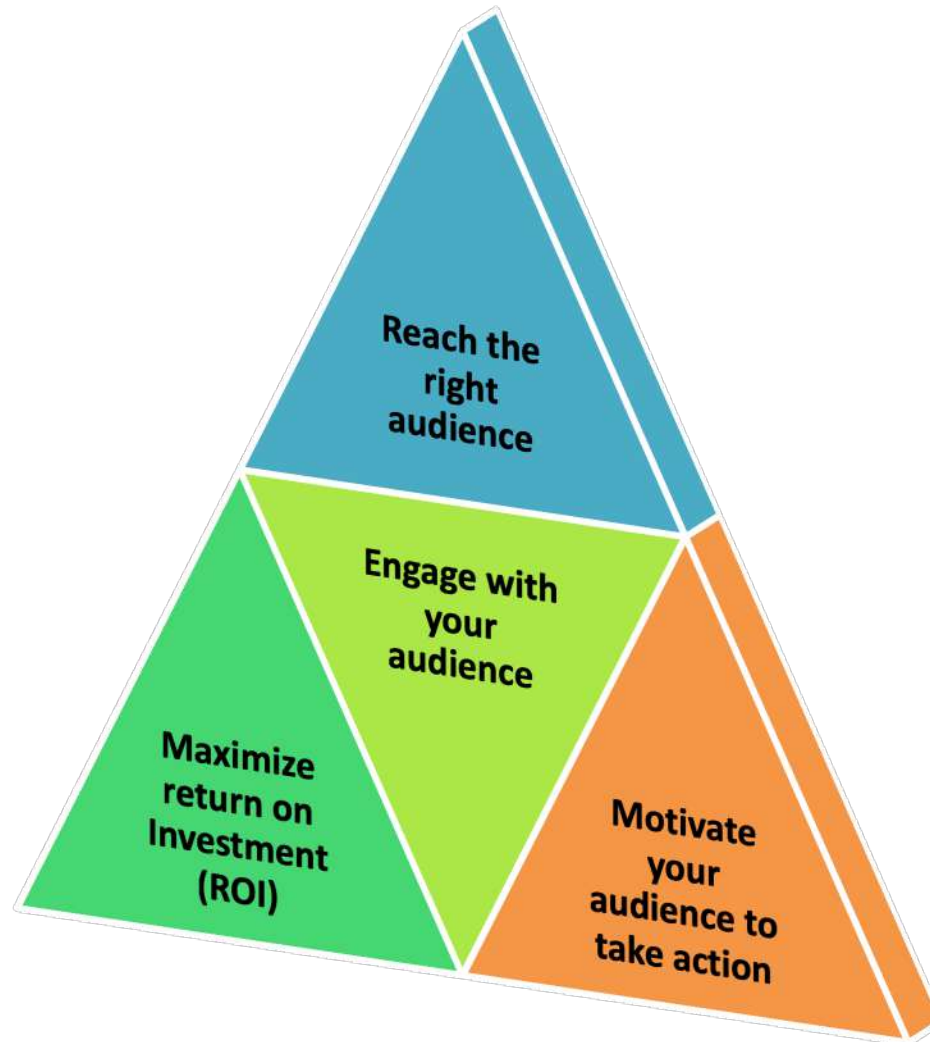 Reach the
right
audience
Engage with
your
audience
Maximize
return on
Investment
(ROI)
Motivate
your
audience to
take action